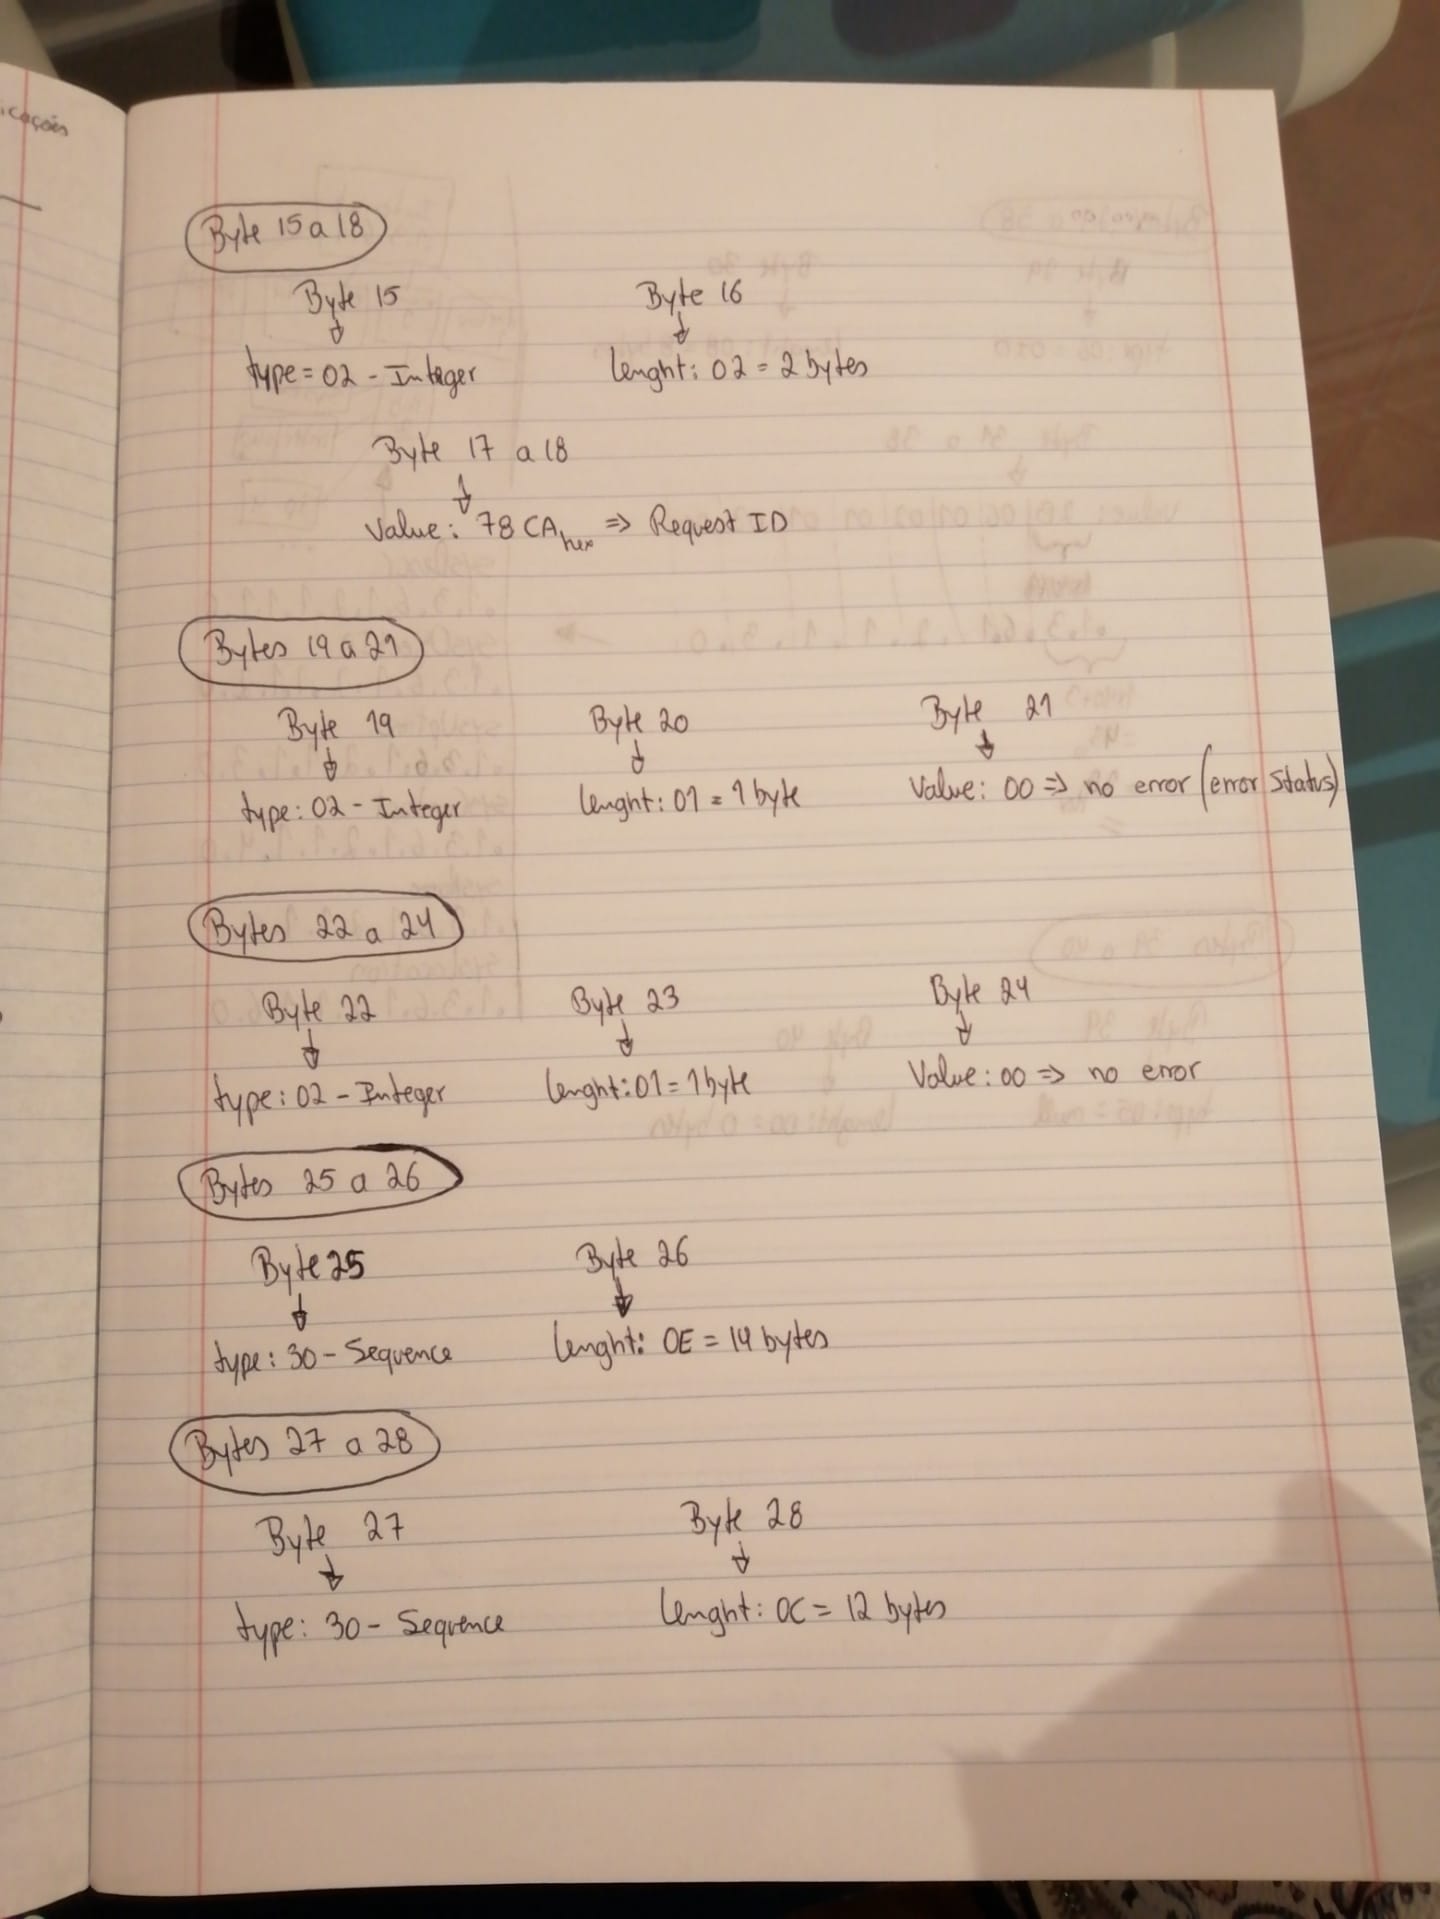 icações
Byte 15 a 18
Byte 15 Byte 16
type = 02 - Integer lenght: 02 = 2 bytes
Byte 17 a 18
Value: 78 CA hex => Request ID
Bytes 19 a 21
Byte 19 Byte 20 Byte 21
type: 02 - Integer lenght: 01 = 1 byte Value: 00 => no error (error Status)
Bytes 22 a 24
Byte 22 Byte 23 Byte 24
type: 02 - Integer lenght: 01 = 1 byte Value: 00 => no error
Bytes 25 a 26
Byte 25 Byte 26
type: 30 - Sequence lenght: 0E = 14 bytes
Bytes 27 a 28
Byte 27 Byte 28
type: 30 - Sequence lenght: 0C = 12 bytes